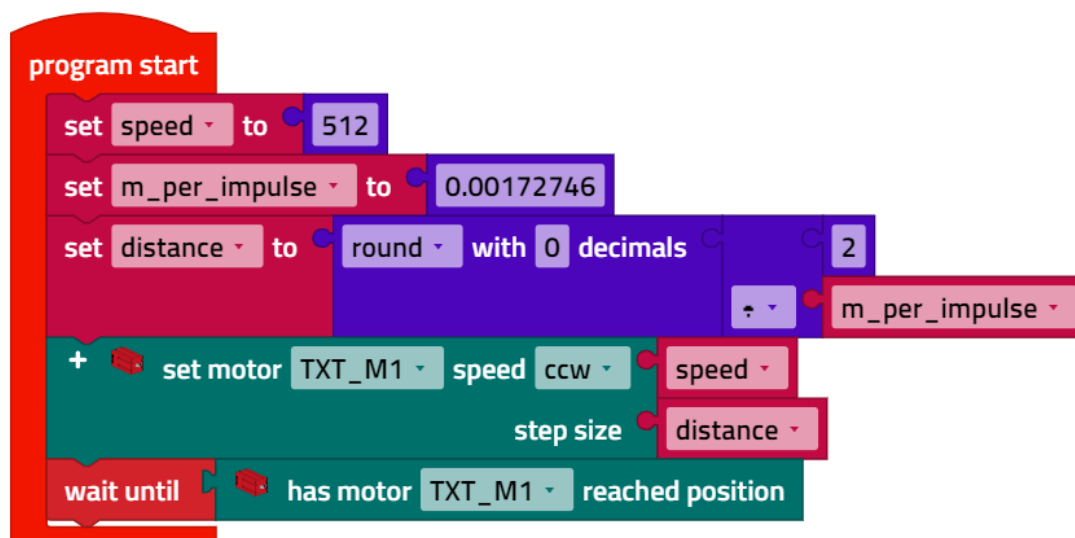 program start
set speed to 512
set m_per_impulse to 0.00172746
set distance to round with 0 decimals 2
÷ m_per_impulse
+ set motor TXT_M1 speed ccw speed
step size distance
wait until has motor TXT_M1 reached position